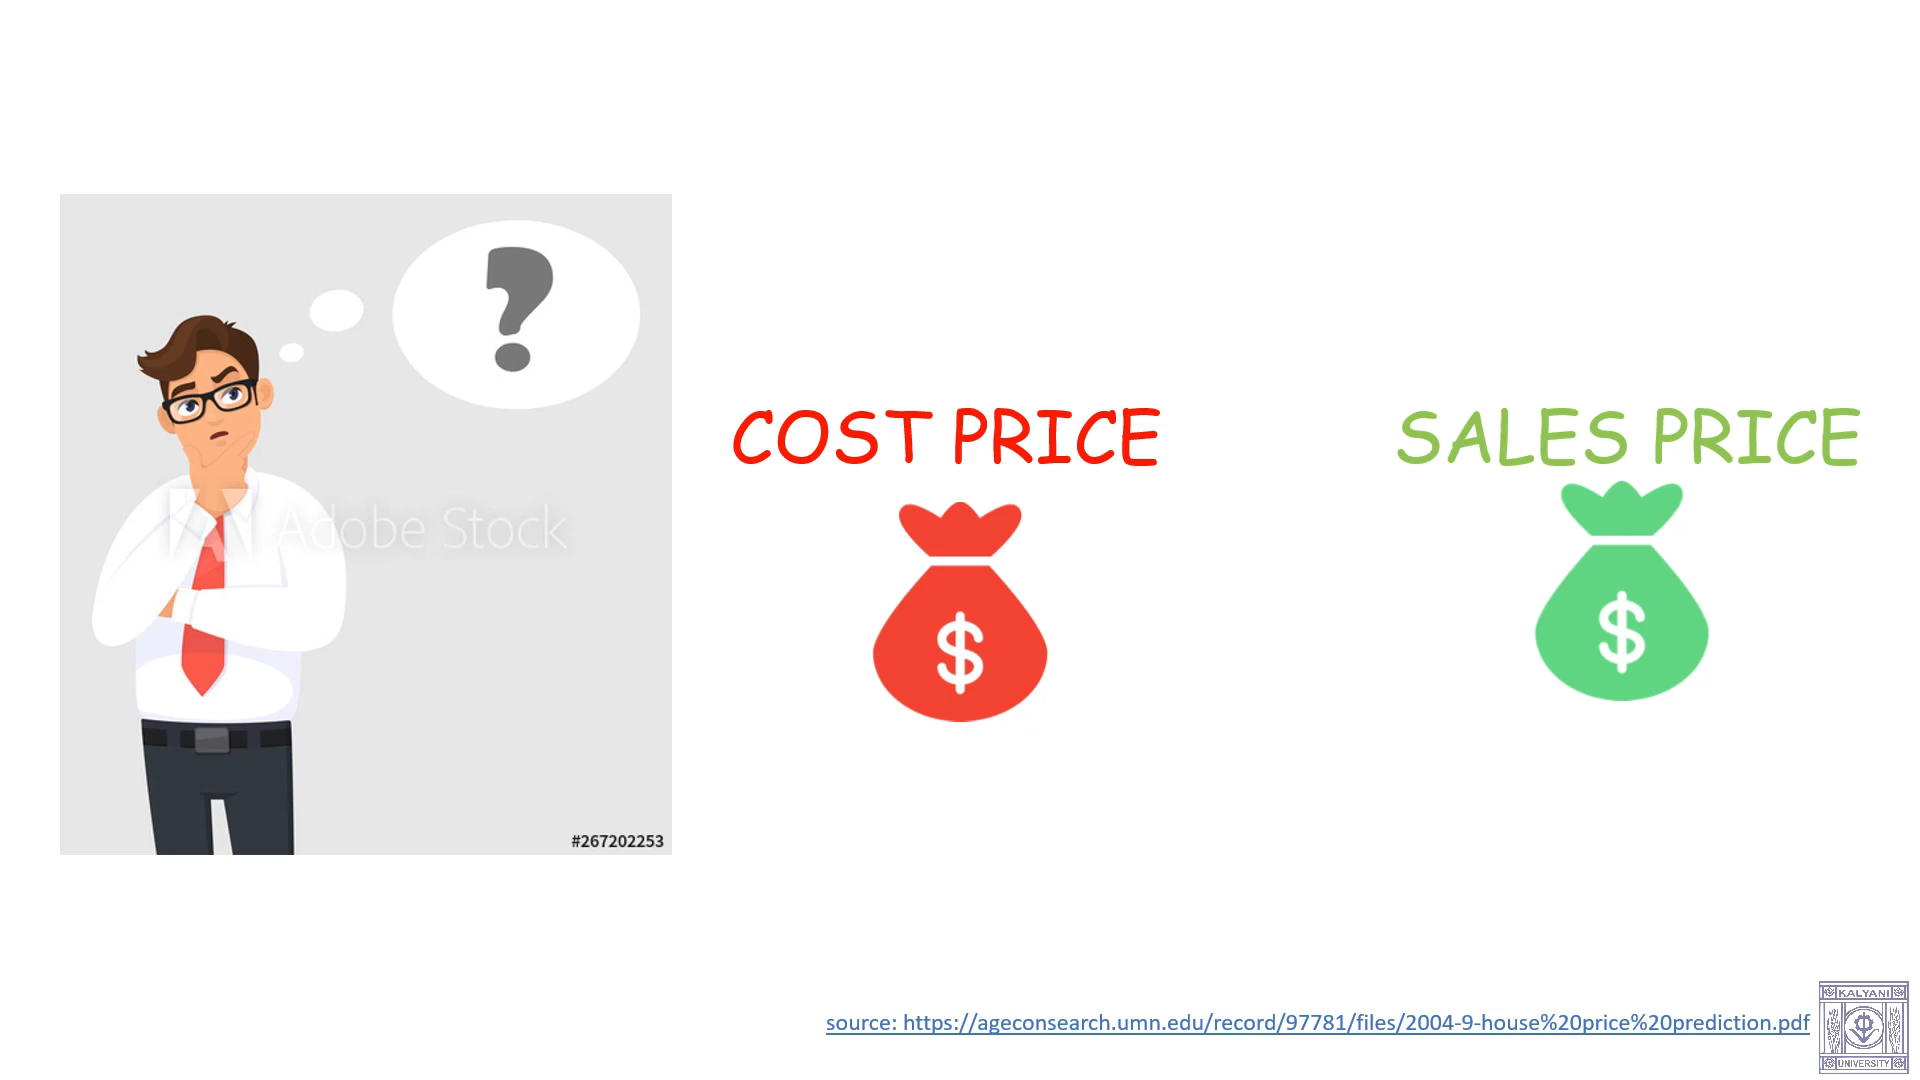 ?
Adobe Stock
#267202253
COST PRICE
SALES PRICE
$
$
source: https://ageconsearch.umn.edu/record/97781/files/2004-9-house%20price%20prediction.pdf
KALYANI
UNIVERSITY